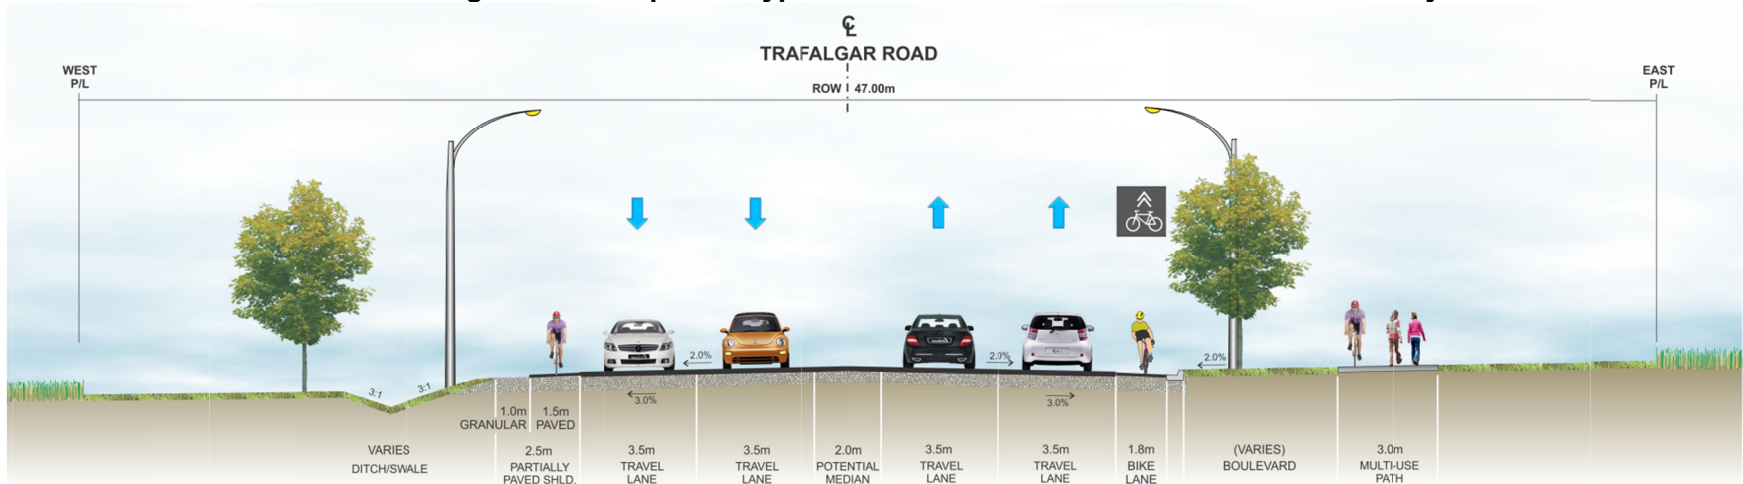 ℄
TRAFALGAR ROAD
WEST
P/L
EAST
P/L
ROW 47.00m
2.0%
2.0%
2.0%
3:1
3:1
3.0%
3.0%
1.0m
GRANULAR
1.5m
PAVED
VARIES
DITCH/SWALE
2.5m
PARTIALLY
PAVED SHLD.
3.5m
TRAVEL
LANE
3.5m
TRAVEL
LANE
2.0m
POTENTIAL
MEDIAN
3.5m
TRAVEL
LANE
3.5m
TRAVEL
LANE
1.8m
BIKE
LANE
(VARIES)
BOULEVARD
3.0m
MULTI-USE
PATH